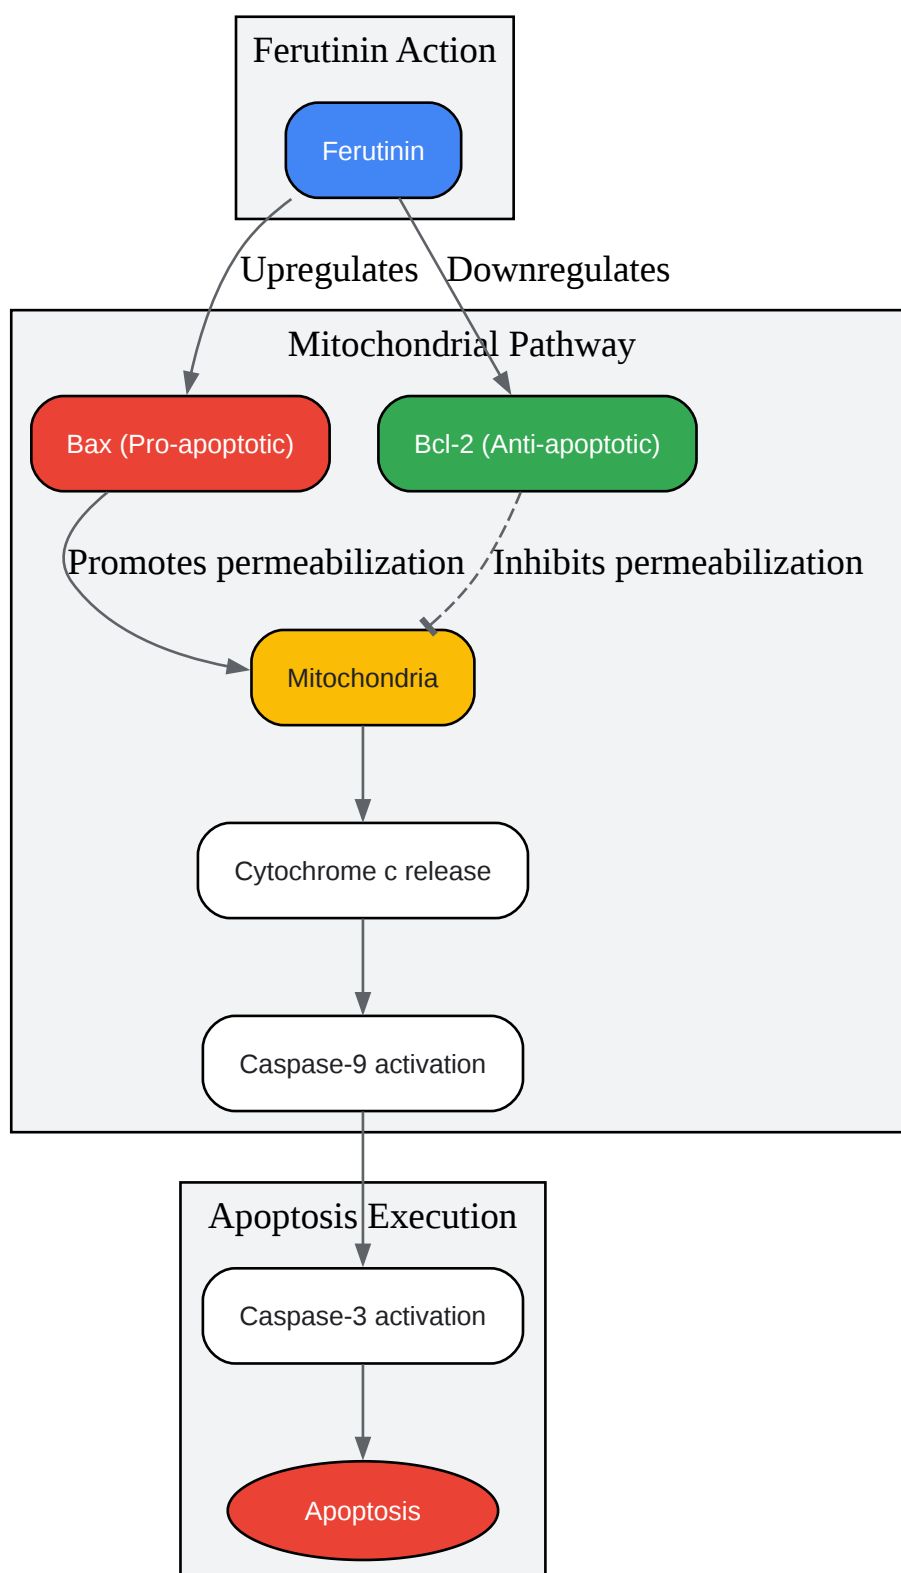 Ferutinin Action
Ferutinin
Upregulates
Downregulates
Mitochondrial Pathway
Bax (Pro-apoptotic)
Bcl-2 (Anti-apoptotic)
Promotes permeabilization
Inhibits permeabilization
Mitochondria
Cytochrome c release
Caspase-9 activation
Apoptosis Execution
Caspase-3 activation
Apoptosis